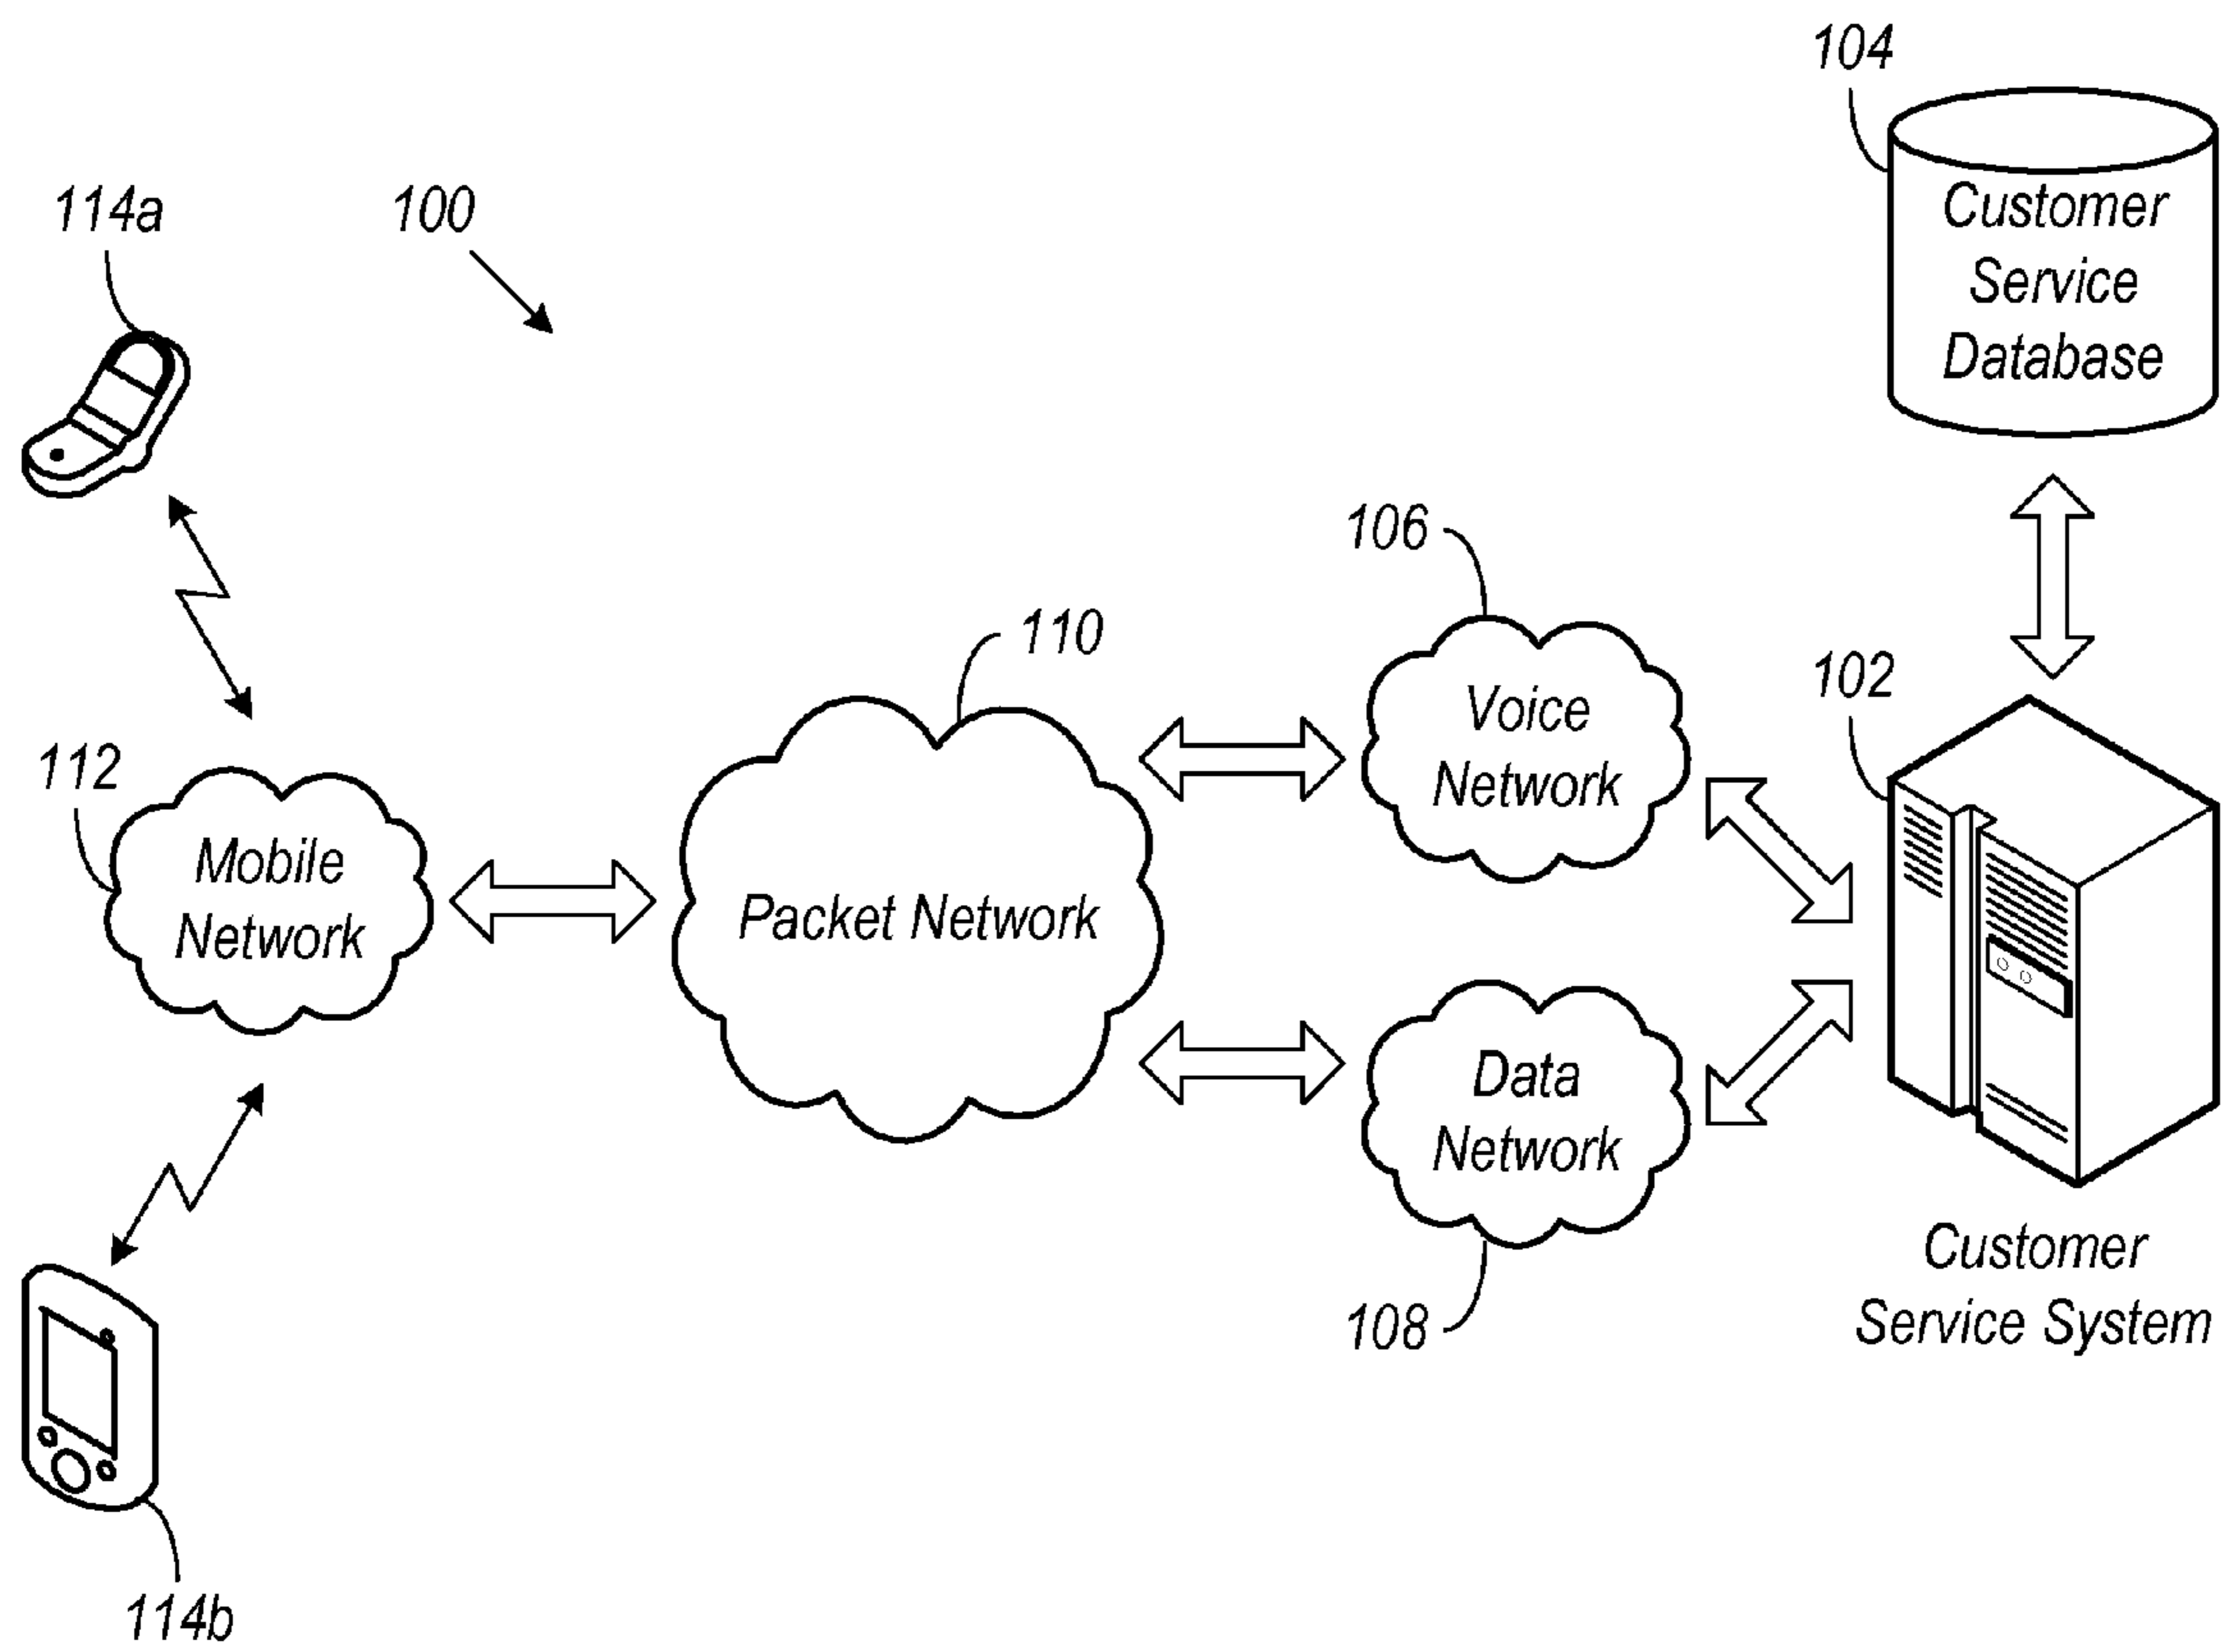 104
Customer
Service
Database
114a
100
106
110
Voice
Network
102
112
Mobile
Network
Packet Network
Data
Network
108
Customer
Service System
114b